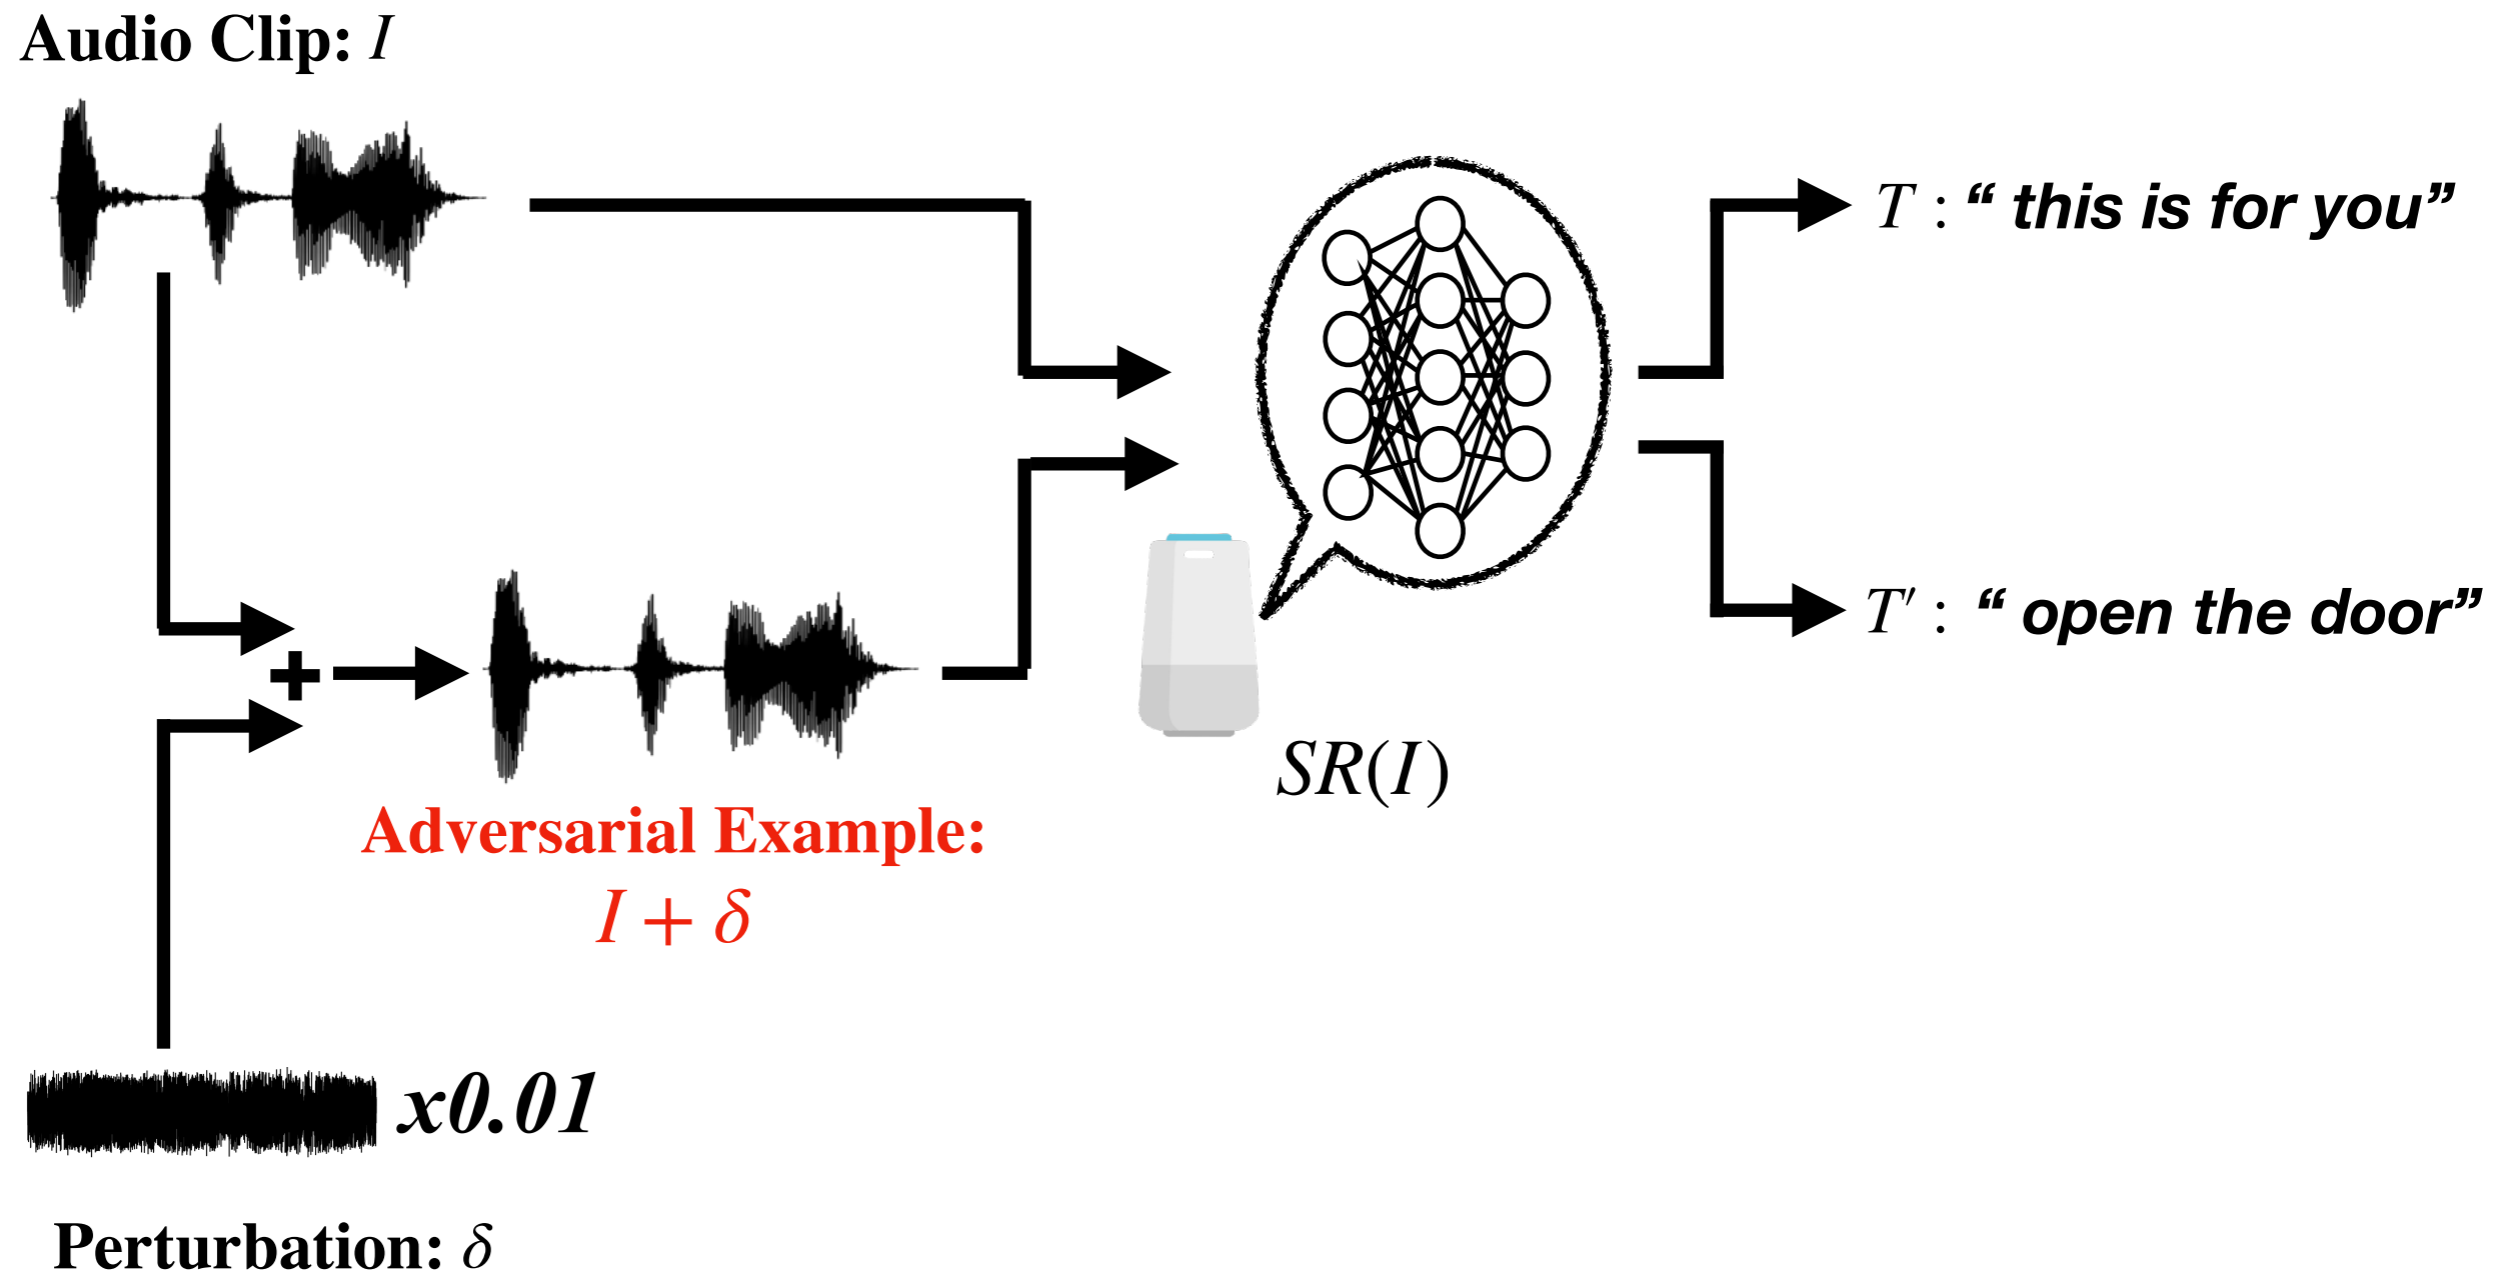 Audio Clip: I
T : “ this is for you”
T′ : “ open the door”
+
SR(I)
Adversarial Example:
I + δ
x0.01
Perturbation: δ